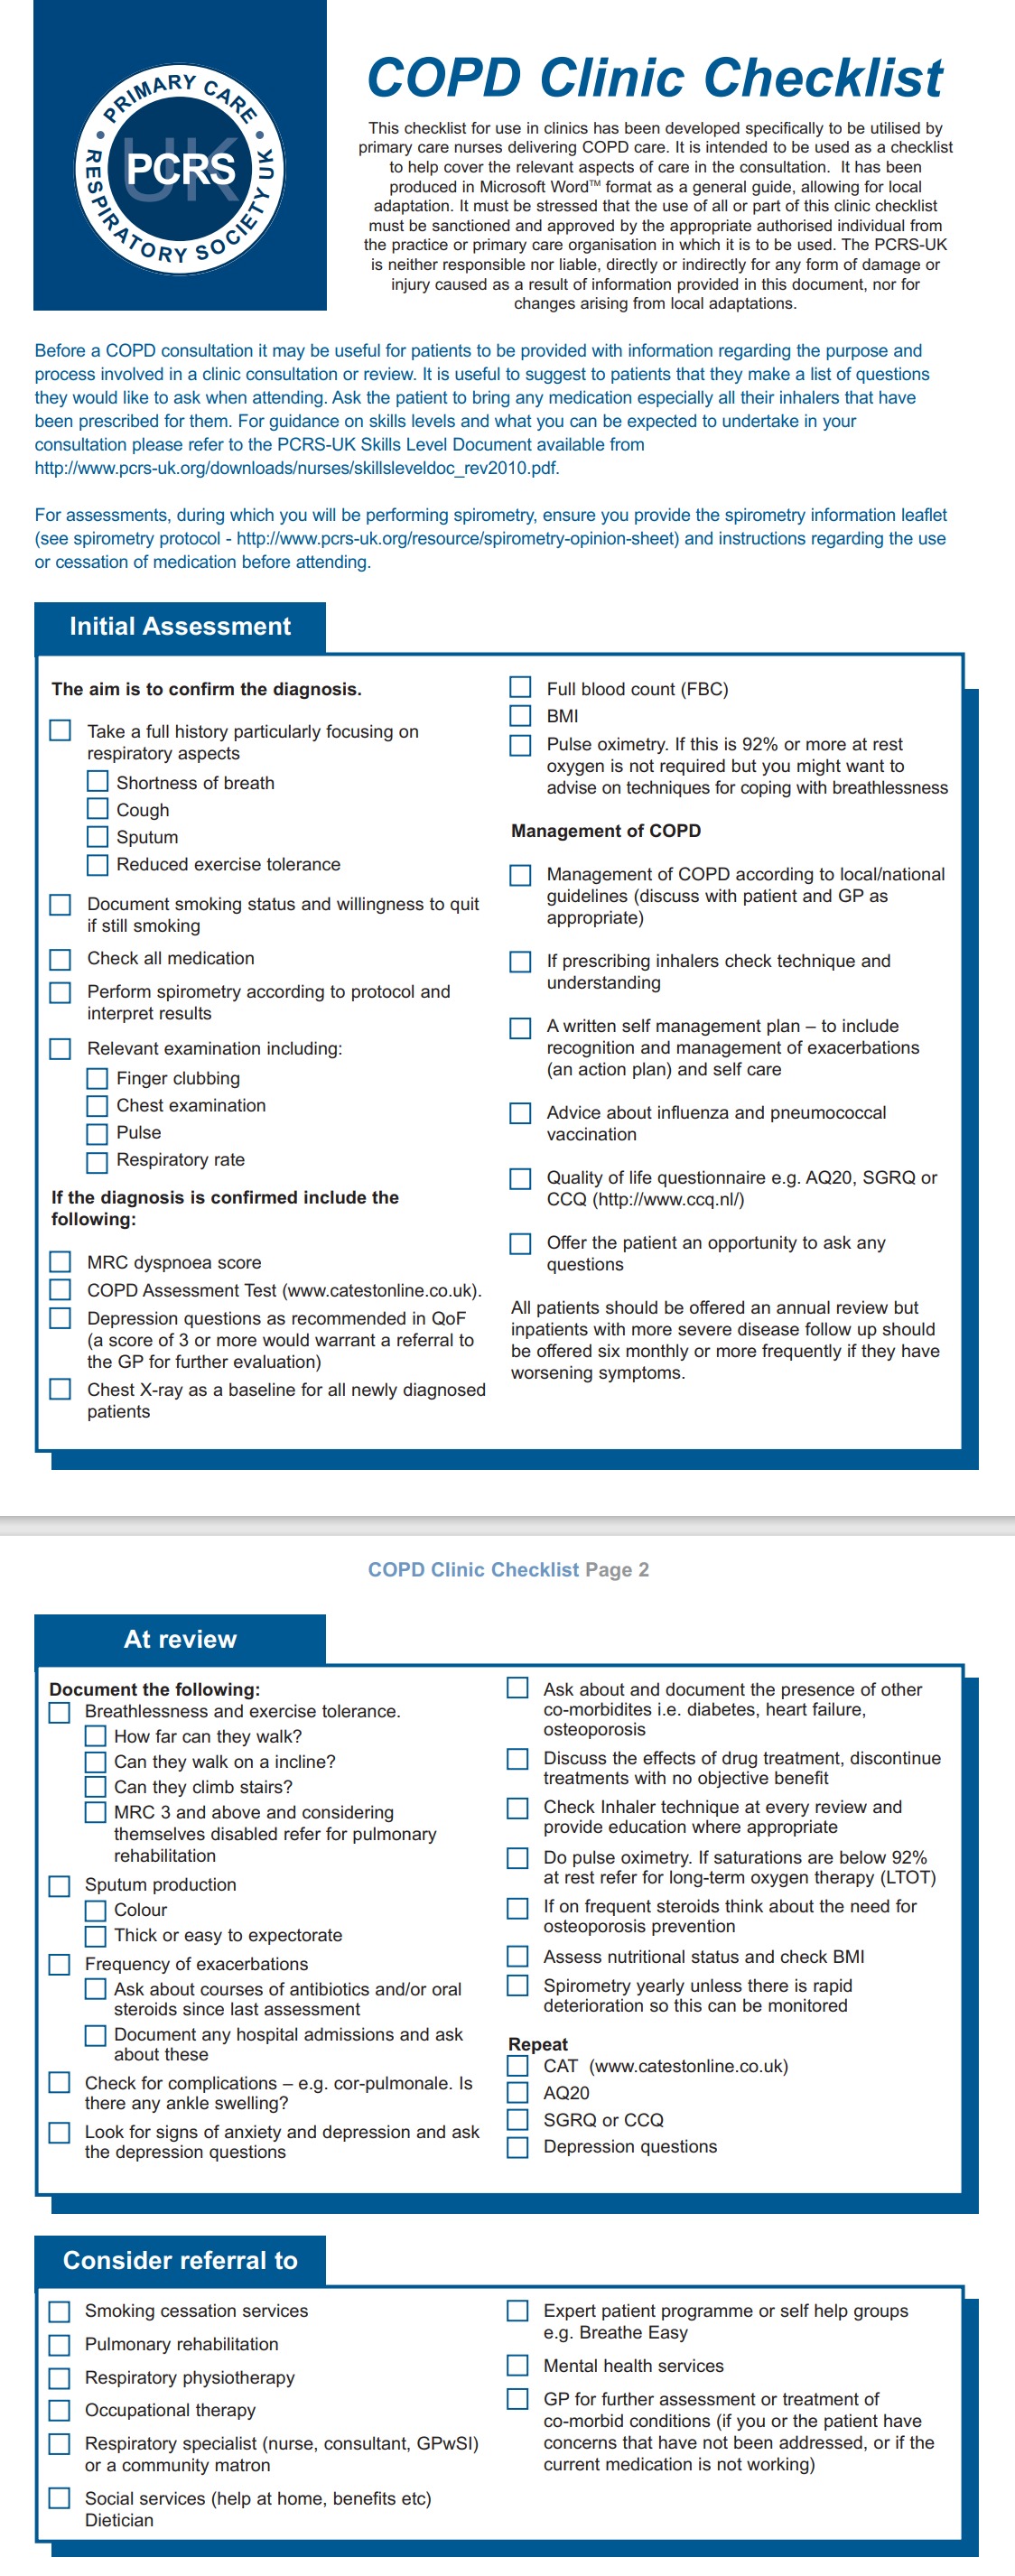 PRIMARY CARE
RESPIRATORY SOCIETY UK
UK
PCRS
COPD Clinic Checklist
This checklist for use in clinics has been developed specifically to be utilised by
primary care nurses delivering COPD care. It is intended to be used as a checklist
to help cover the relevant aspects of care in the consultation. It has been
produced in Microsoft Word™ format as a general guide, allowing for local
adaptation. It must be stressed that the use of all or part of this clinic checklist
must be sanctioned and approved by the appropriate authorised individual from
the practice or primary care organisation in which it is to be used. The PCRS-UK
is neither responsible nor liable, directly or indirectly for any form of damage or
injury caused as a result of information provided in this document, nor for
changes arising from local adaptations.
Before a COPD consultation it may be useful for patients to be provided with information regarding the purpose and
process involved in a clinic consultation or review. It is useful to suggest to patients that they make a list of questions
they would like to ask when attending. Ask the patient to bring any medication especially all their inhalers that have
been prescribed for them. For guidance on skills levels and what you can be expected to undertake in your
consultation please refer to the PCRS-UK Skills Level Document available from
http://www.pcrs-uk.org/downloads/nurses/skillsleveldoc_rev2010.pdf.
For assessments, during which you will be performing spirometry, ensure you provide the spirometry information leaflet
(see spirometry protocol - http://www.pcrs-uk.org/resource/spirometry-opinion-sheet) and instructions regarding the use
or cessation of medication before attending.
Initial Assessment
The aim is to confirm the diagnosis.
Take a full history particularly focusing on
respiratory aspects
Shortness of breath
Cough
Sputum
Reduced exercise tolerance
Document smoking status and willingness to quit
if still smoking
Check all medication
Perform spirometry according to protocol and
interpret results
Relevant examination including:
Finger clubbing
Chest examination
Pulse
Respiratory rate
If the diagnosis is confirmed include the
following:
MRC dyspnoea score
COPD Assessment Test (www.catestonline.co.uk).
Depression questions as recommended in QoF
(a score of 3 or more would warrant a referral to
the GP for further evaluation)
Chest X-ray as a baseline for all newly diagnosed
patients
Full blood count (FBC)
BMI
Pulse oximetry. If this is 92% or more at rest
oxygen is not required but you might want to
advise on techniques for coping with breathlessness
Management of COPD
Management of COPD according to local/national
guidelines (discuss with patient and GP as
appropriate)
If prescribing inhalers check technique and
understanding
A written self management plan – to include
recognition and management of exacerbations
(an action plan) and self care
Advice about influenza and pneumococcal
vaccination
Quality of life questionnaire e.g. AQ20, SGRQ or
CCQ (http://www.ccq.nl/)
Offer the patient an opportunity to ask any
questions
All patients should be offered an annual review but
inpatients with more severe disease follow up should
be offered six monthly or more frequently if they have
worsening symptoms.
COPD Clinic Checklist Page 2
At review
Document the following:
Breathlessness and exercise tolerance.
How far can they walk?
Can they walk on a incline?
Can they climb stairs?
MRC 3 and above and considering
themselves disabled refer for pulmonary
rehabilitation
Sputum production
Colour
Thick or easy to expectorate
Frequency of exacerbations
Ask about courses of antibiotics and/or oral
steroids since last assessment
Document any hospital admissions and ask
about these
Check for complications – e.g. cor-pulmonale. Is
there any ankle swelling?
Look for signs of anxiety and depression and ask
the depression questions
Ask about and document the presence of other
co-morbidites i.e. diabetes, heart failure,
osteoporosis
Discuss the effects of drug treatment, discontinue
treatments with no objective benefit
Check Inhaler technique at every review and
provide education where appropriate
Do pulse oximetry. If saturations are below 92%
at rest refer for long-term oxygen therapy (LTOT)
If on frequent steroids think about the need for
osteoporosis prevention
Assess nutritional status and check BMI
Spirometry yearly unless there is rapid
deterioration so this can be monitored
Repeat
CAT (www.catestonline.co.uk)
AQ20
SGRQ or CCQ
Depression questions
Consider referral to
Smoking cessation services
Pulmonary rehabilitation
Respiratory physiotherapy
Occupational therapy
Respiratory specialist (nurse, consultant, GPwSI)
or a community matron
Social services (help at home, benefits etc)
Dietician
Expert patient programme or self help groups
e.g. Breathe Easy
Mental health services
GP for further assessment or treatment of
co-morbid conditions (if you or the patient have
concerns that have not been addressed, or if the
current medication is not working)